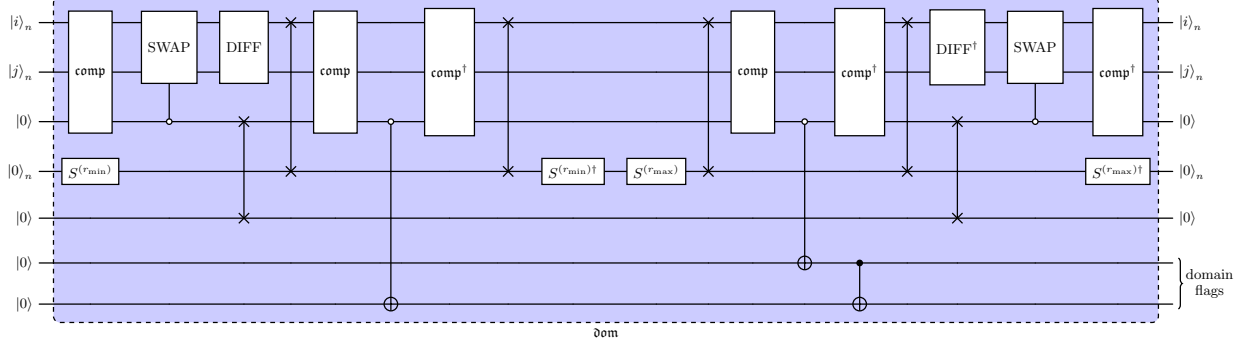 |i⟩ₙ |i⟩ₙ
SWAP DIFF DIFF† SWAP
|j⟩ₙ 𝔠𝔬𝔪𝔭 𝔠𝔬𝔪𝔭 𝔠𝔬𝔪𝔭† 𝔠𝔬𝔪𝔭 𝔠𝔬𝔪𝔭† 𝔠𝔬𝔪𝔭† |j⟩ₙ
|0⟩ |0⟩
|0⟩ₙ S^(r_min) S^(r_min)† S^(r_max) S^(r_max)† |0⟩ₙ
|0⟩ |0⟩
|0⟩
domain
flags
|0⟩
𝔡𝔬𝔪